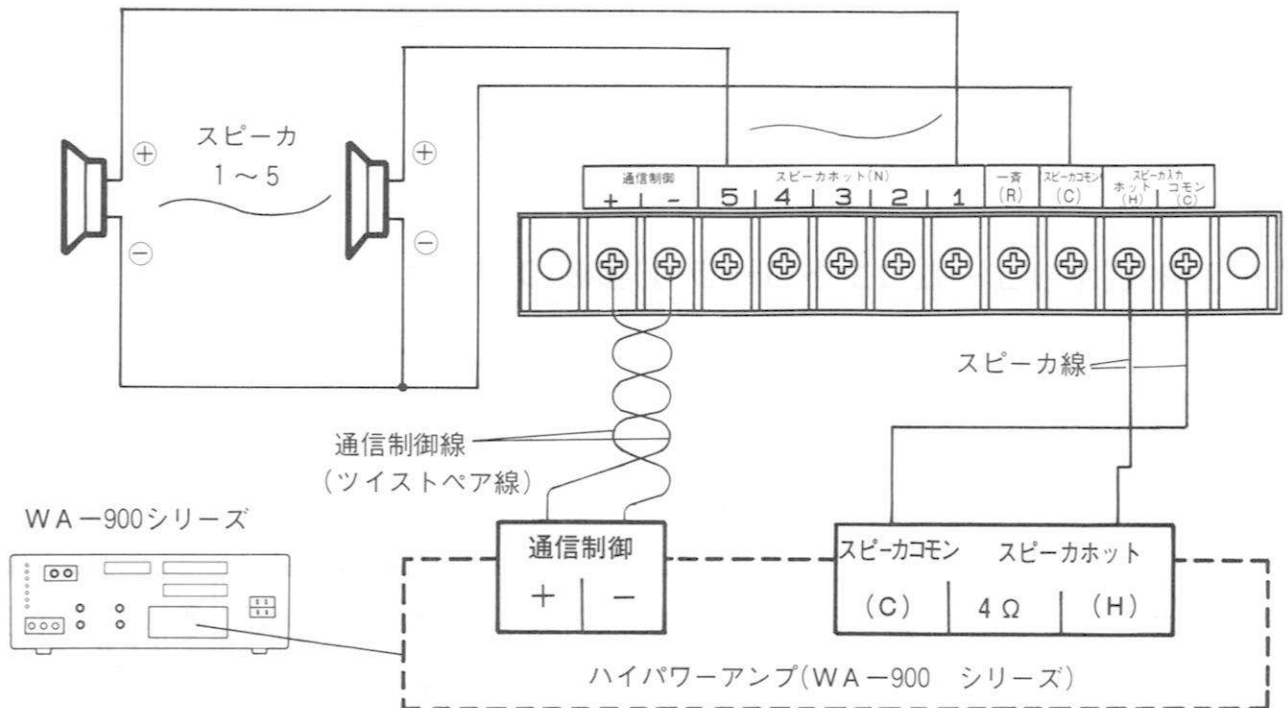 スピーカ
1～5
⊕
⊖
⊕
⊖
通信制御
スピーカホット(N)
一斉
(R)
スピーカコモン
(C)
スピーカ入力
ホット コモン
(H) (C)
+ - 5 4 3 2 1
スピーカ線
通信制御線
(ツイストペア線)
WA－900シリーズ
通信制御
+ －
スピーカコモン スピーカホット
(C) 4Ω (H)
ハイパワーアンプ(WA－900 シリーズ)